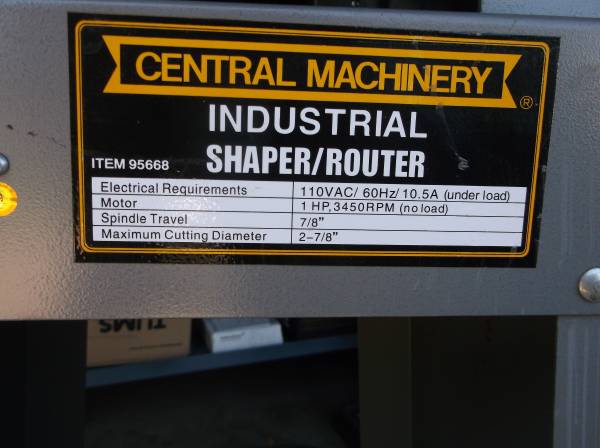 CENTRAL MACHINERY
®
INDUSTRIAL
ITEM 95668 SHAPER/ROUTER
Electrical Requirements 110VAC/ 60Hz/ 10.5A (under load)
Motor 1 HP, 3450RPM (no load)
Spindle Travel 7/8"
Maximum Cutting Diameter 2-7/8"
TUMS